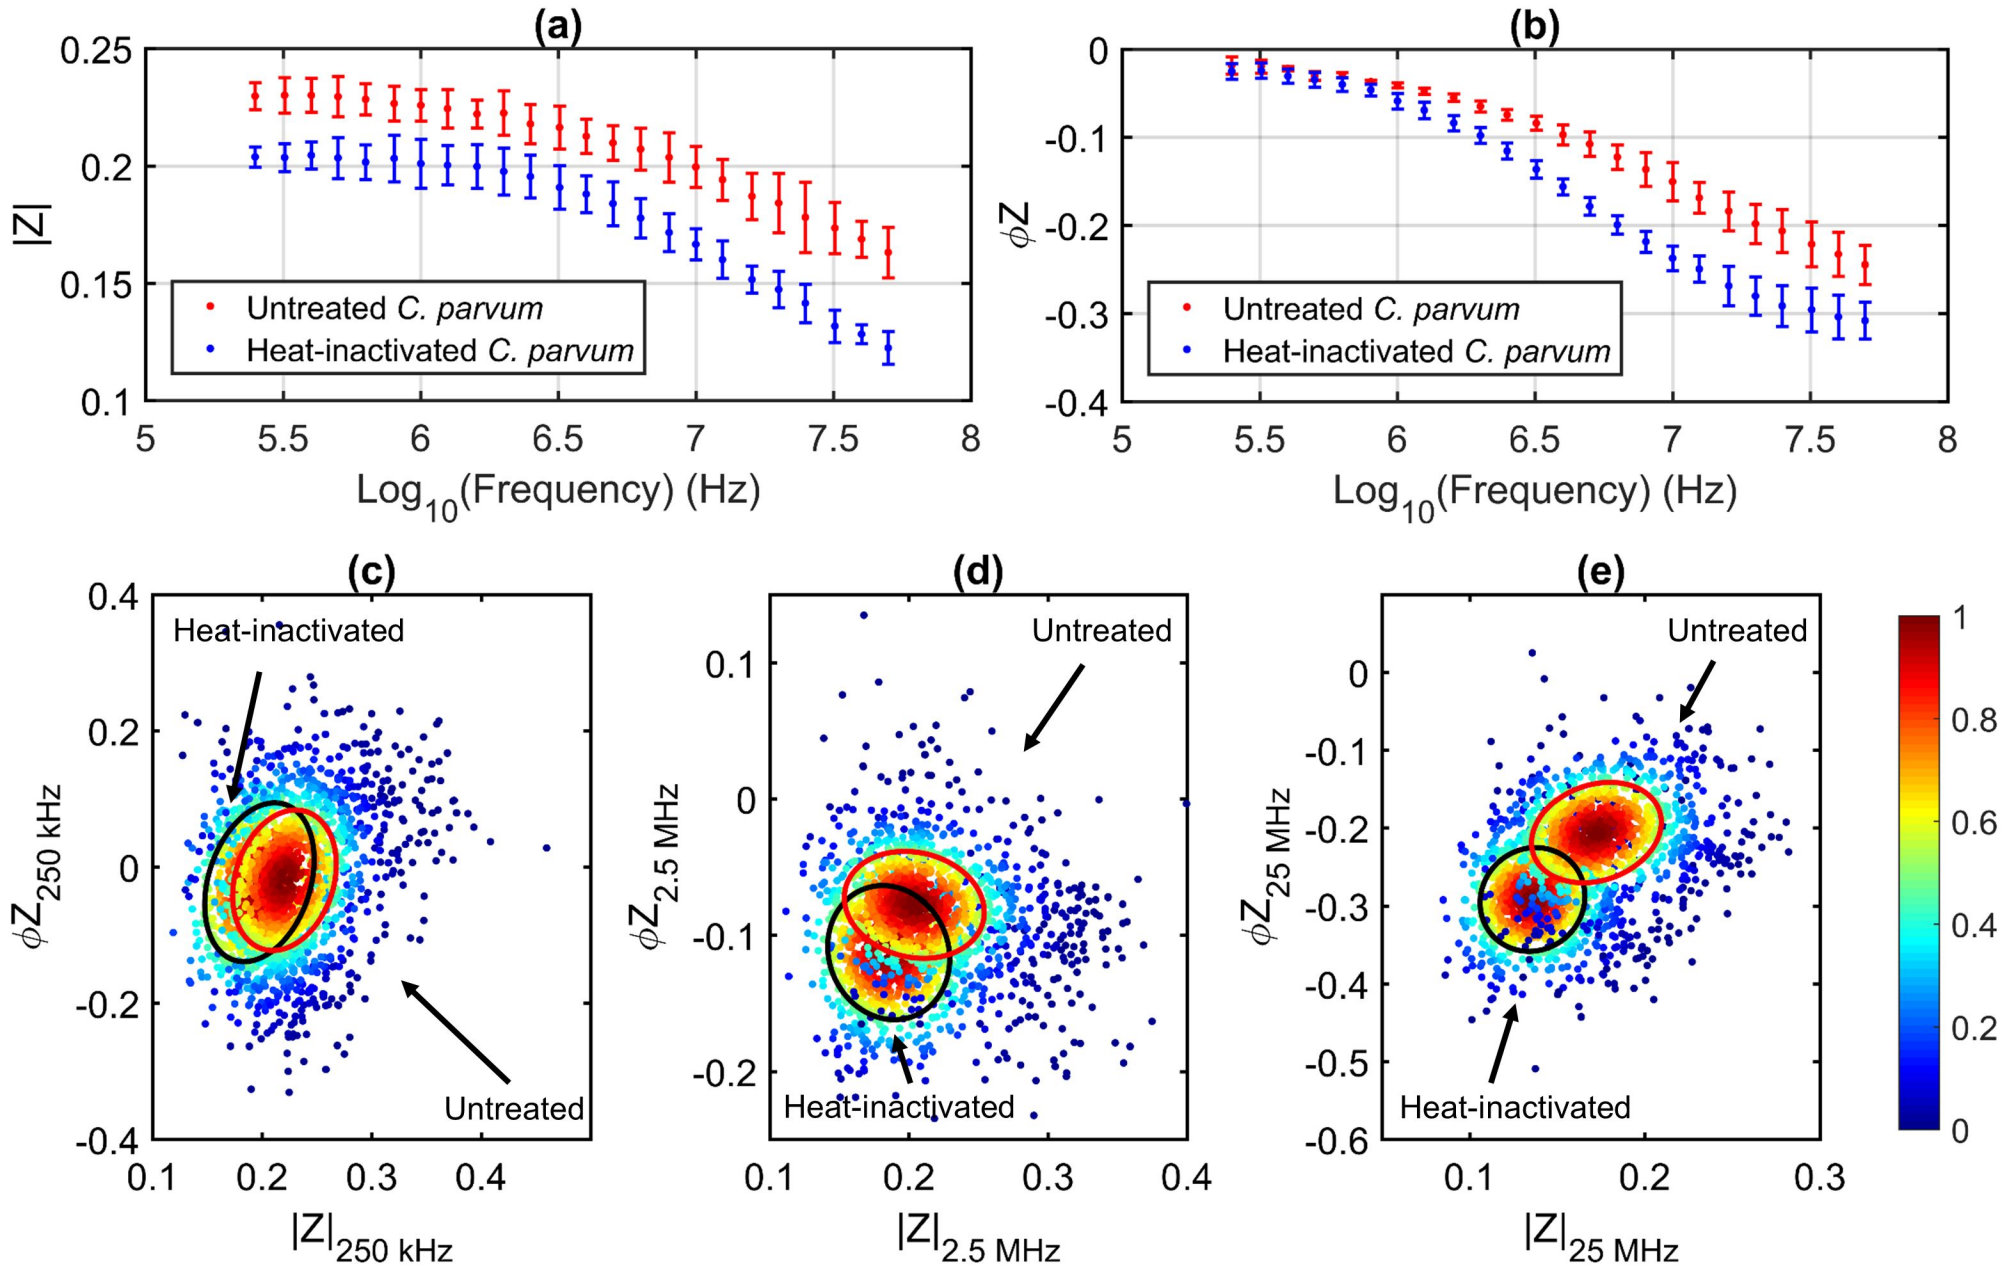 (a)
0.25
0.2
0.15
0.1
|Z|
Untreated C. parvum
Heat-inactivated C. parvum
5 5.5 6 6.5 7 7.5 8
Log10(Frequency) (Hz)
(b)
0
-0.1
-0.2
-0.3
-0.4
ϕZ
Untreated C. parvum
Heat-inactivated C. parvum
5 5.5 6 6.5 7 7.5 8
Log10(Frequency) (Hz)
(c)
0.4
0.2
0
-0.2
-0.4
ϕZ250 kHz
Heat-inactivated
Untreated
0.1 0.2 0.3 0.4
|Z|250 kHz
(d)
0.1
0
-0.1
-0.2
ϕZ2.5 MHz
Untreated
Heat-inactivated
0.1 0.2 0.3 0.4
|Z|2.5 MHz
(e)
0
-0.1
-0.2
-0.3
-0.4
-0.5
-0.6
ϕZ25 MHz
Untreated
Heat-inactivated
0.1 0.2 0.3
|Z|25 MHz
1
0.8
0.6
0.4
0.2
0